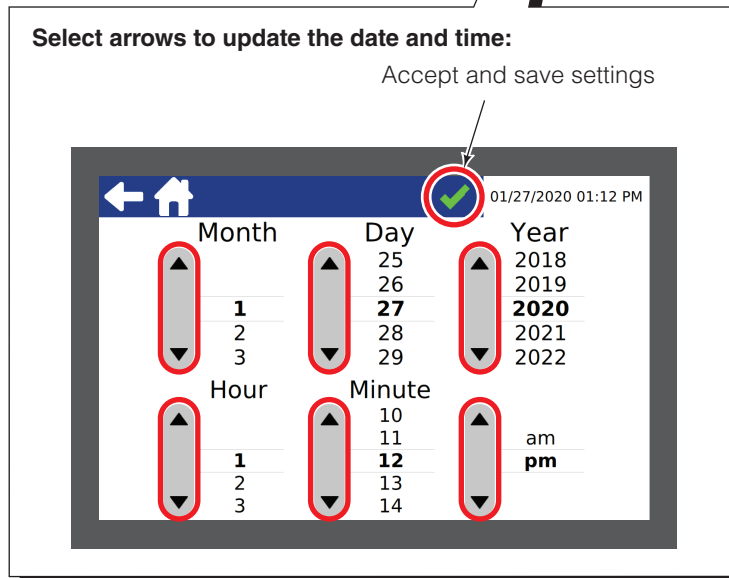 Select arrows to update the date and time:
Accept and save settings
01/27/2020 01:12 PM
Month Day Year
25 2018
26 2019
1 27 2020
2 28 2021
3 29 2022
Hour Minute
10
11 am
1 12 pm
2 13
3 14